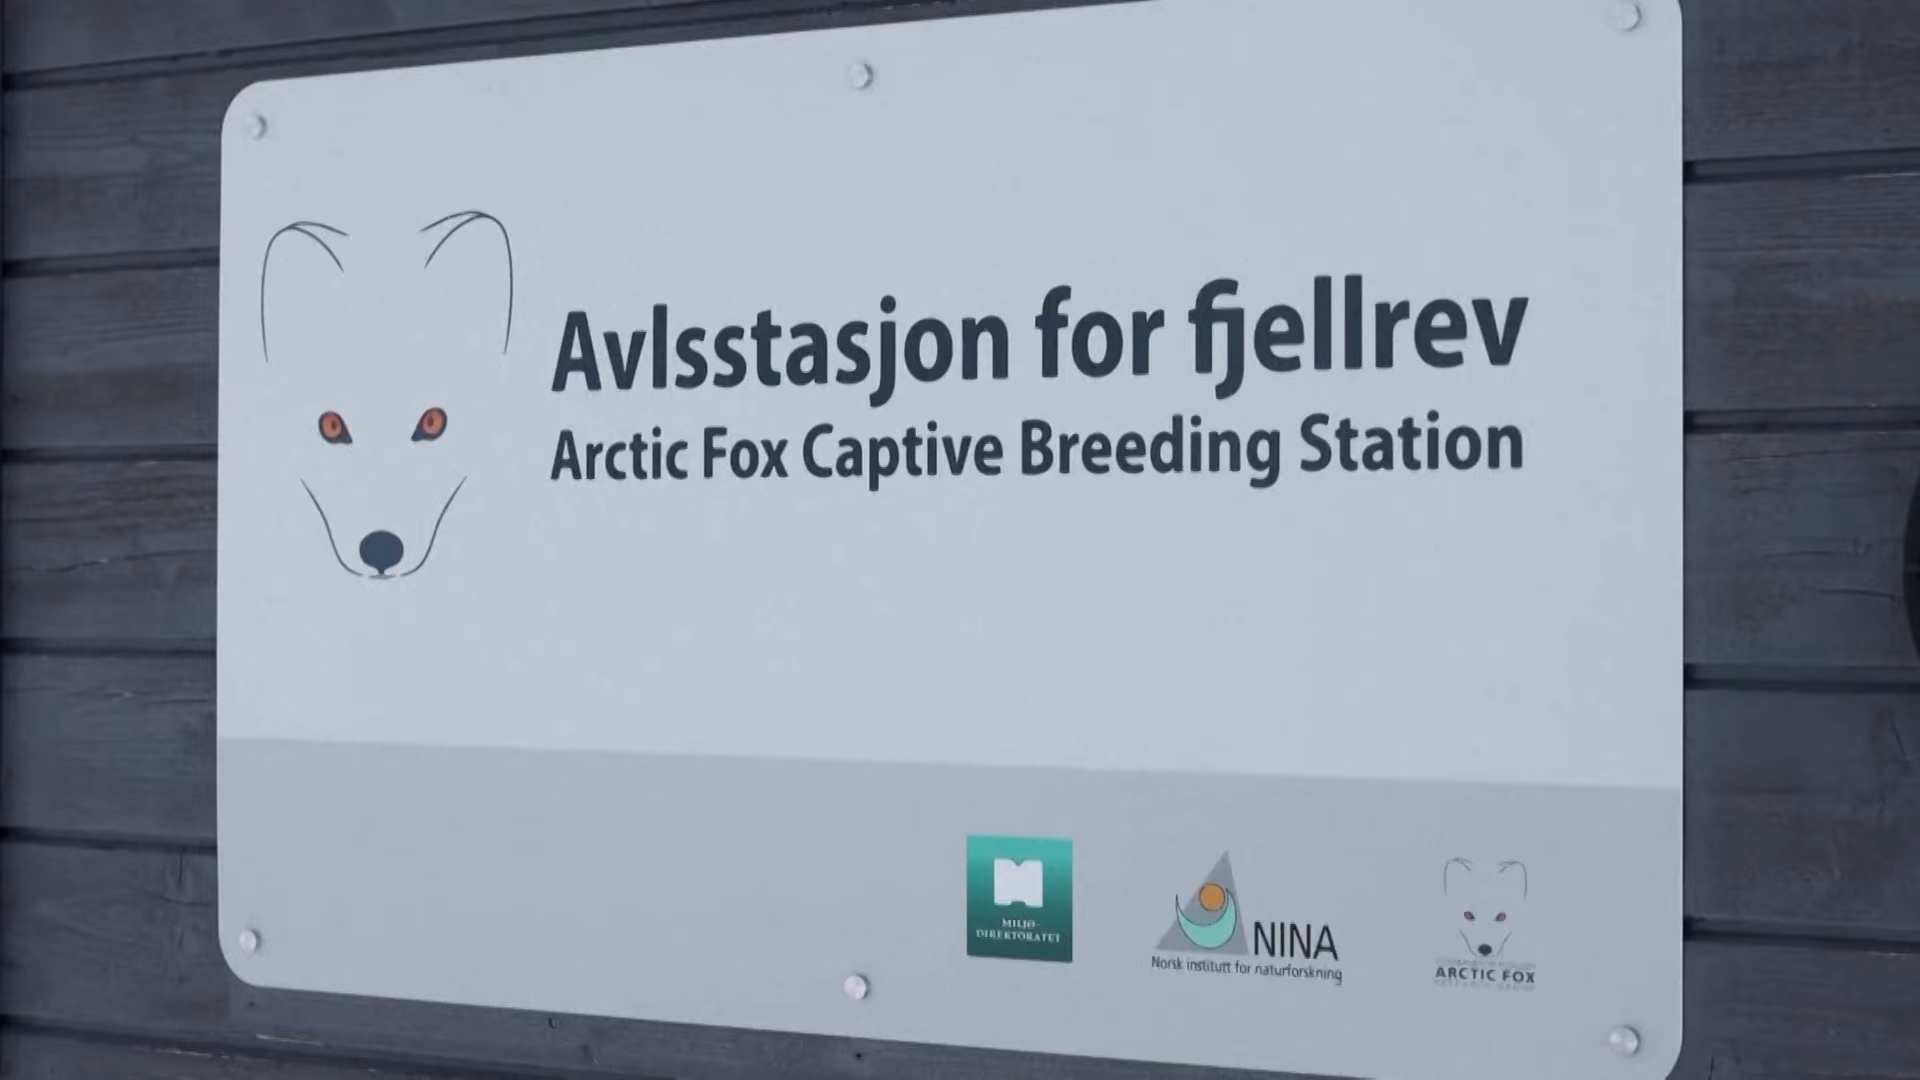 Avlsstasjon for fjellrev
Arctic Fox Captive Breeding Station
MILJØ-
DIREKTORATET
NINA
Norsk institutt for naturforskning
ARCTIC FOX